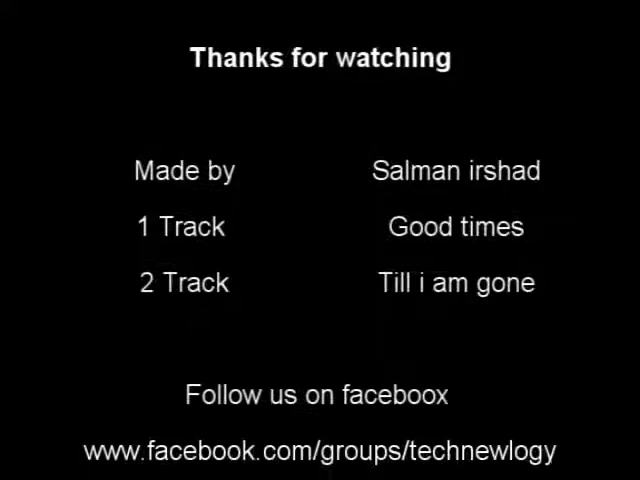 Thanks for watching
Made by Salman irshad
1 Track Good times
2 Track Till i am gone
Follow us on faceboox
www.facebook.com/groups/technewlogy